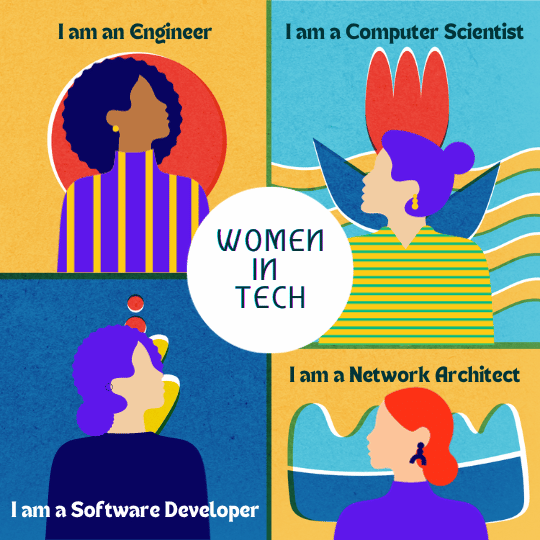 I am an Engineer
I am a Computer Scientist
WOMEN
IN
TECH
I am a Network Architect
I am a Software Developer